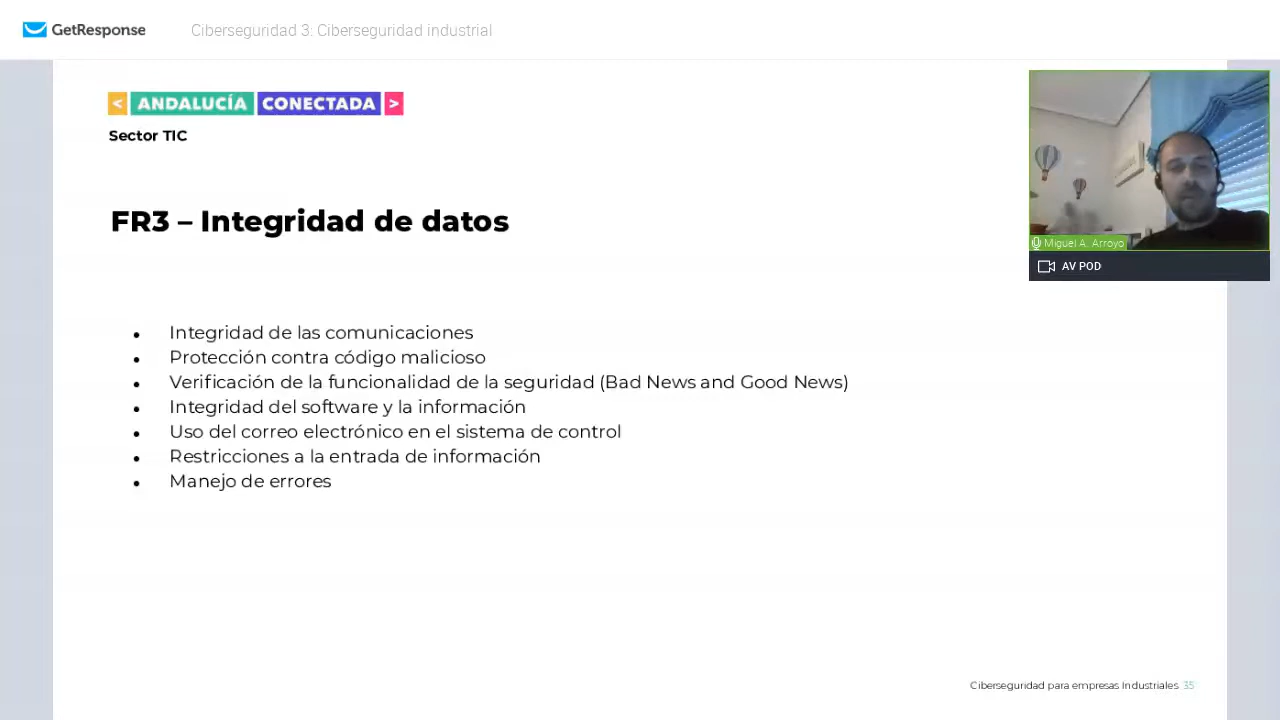 GetResponse
Ciberseguridad 3: Ciberseguridad industrial
< ANDALUCÍA CONECTADA >
Sector TIC
Miguel A. Arroyo
AV POD
FR3 – Integridad de datos
• Integridad de las comunicaciones
• Protección contra código malicioso
• Verificación de la funcionalidad de la seguridad (Bad News and Good News)
• Integridad del software y la información
• Uso del correo electrónico en el sistema de control
• Restricciones a la entrada de información
• Manejo de errores
Ciberseguridad para empresas Industriales 35